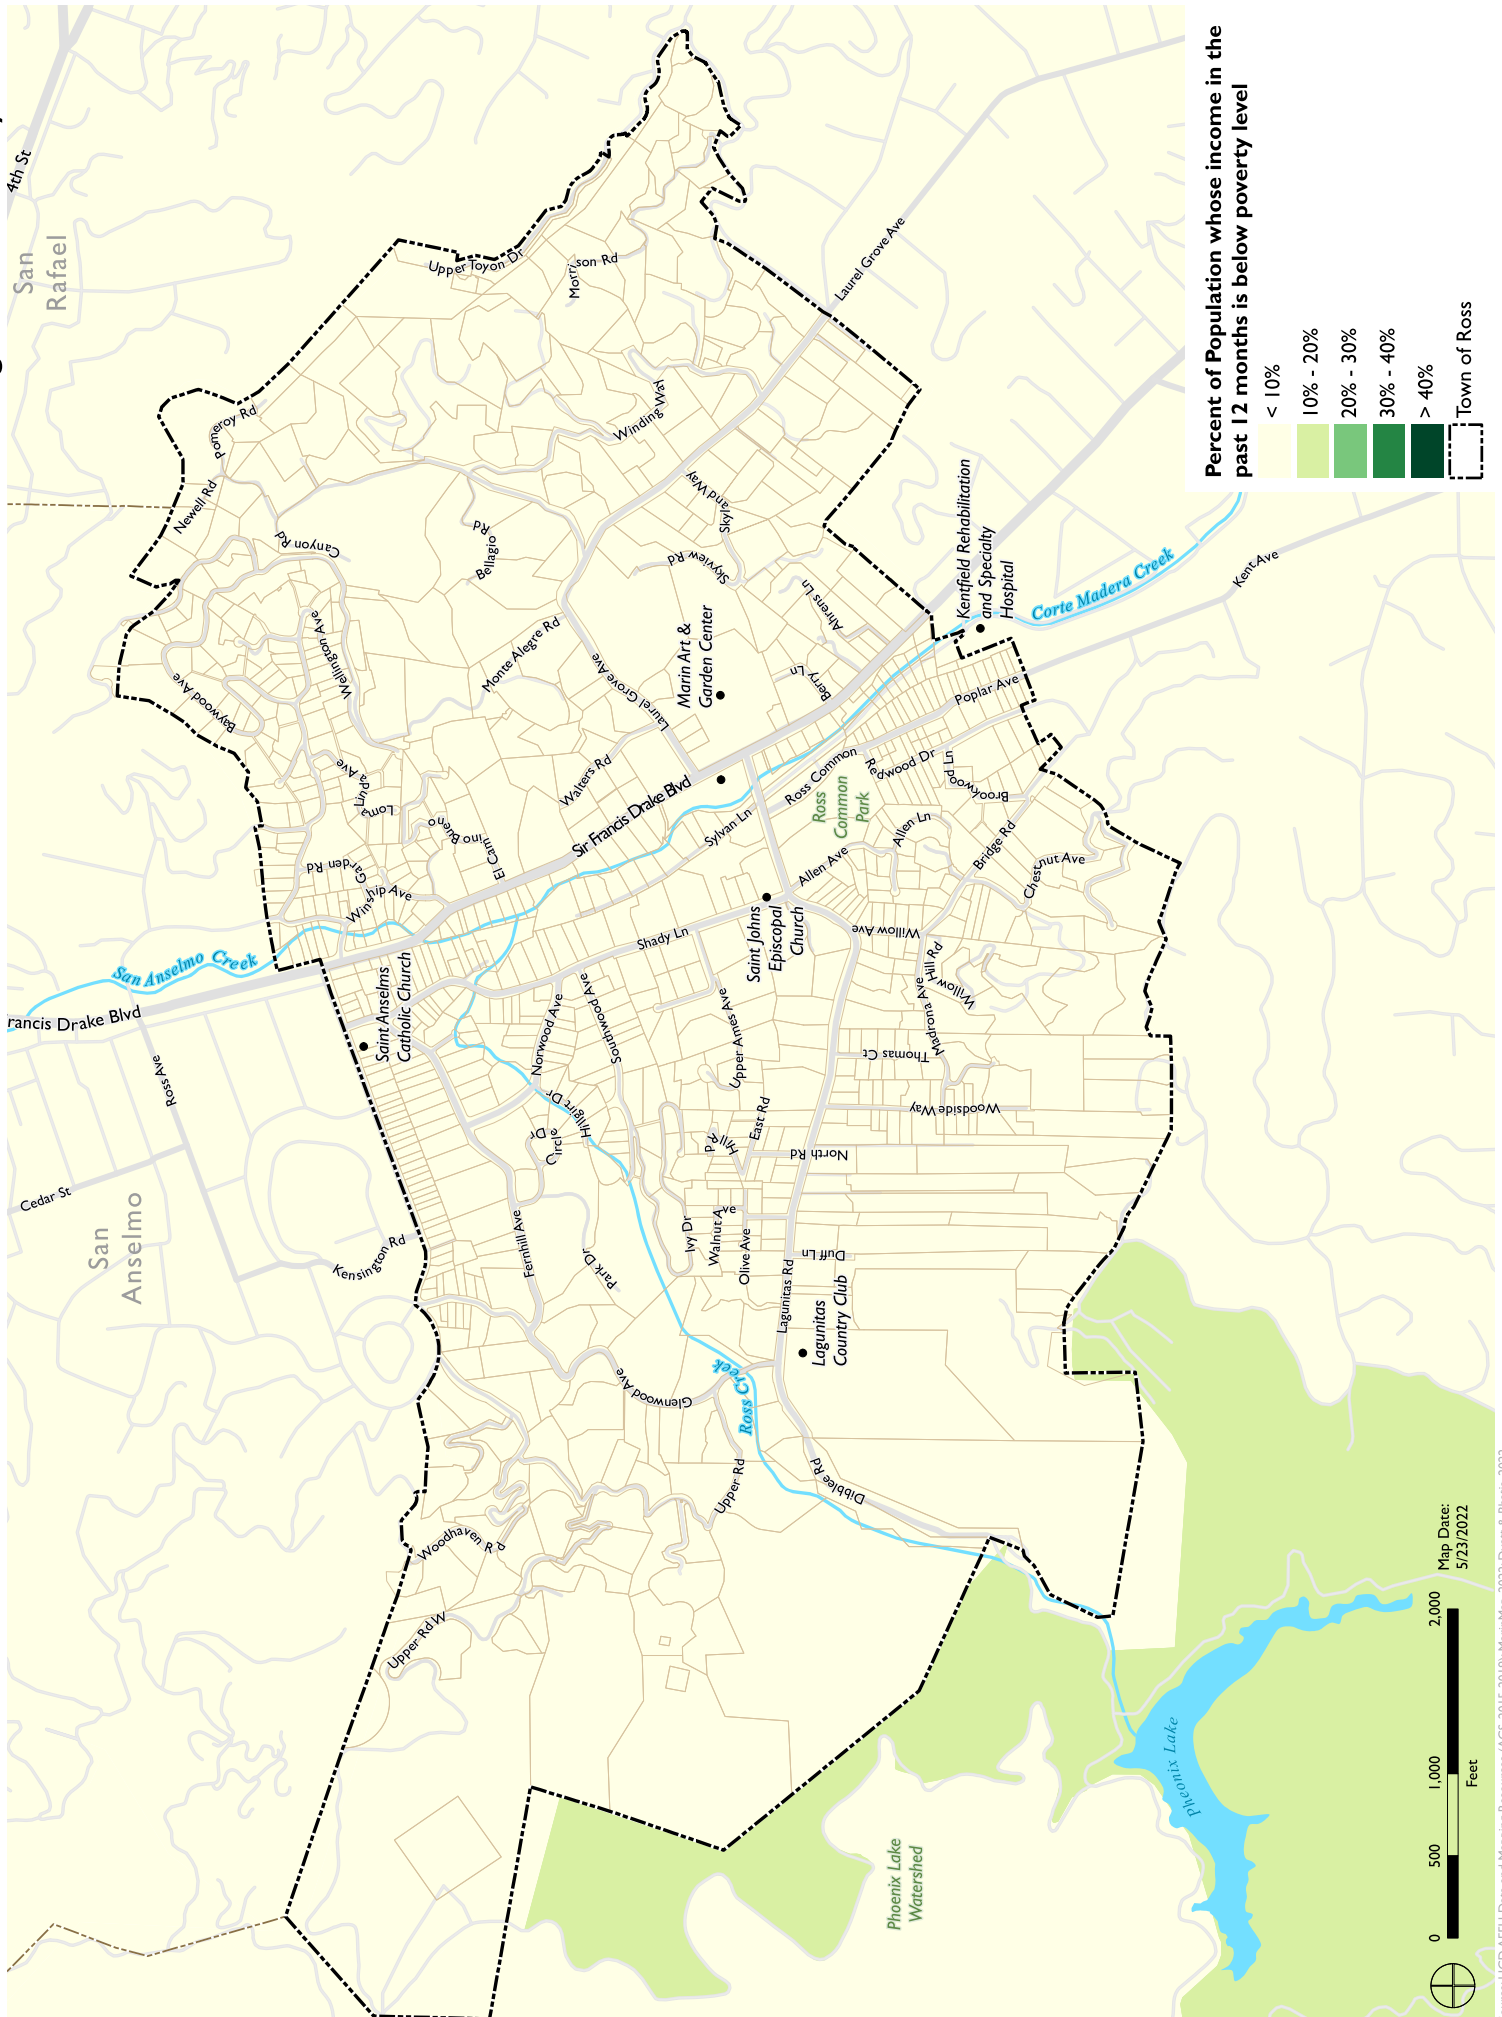 Percent of Population whose income in the
past 12 months is below poverty level
< 10%
10% - 20%
20% - 30%
30% - 40%
> 40%
Town of Ross
Map Date:
5/23/2022
0
500
1,000
2,000
Feet
4th St
San
Rafael
San
Anselmo
Cedar St
Ross Ave
Kensington Rd
rancis Drake Blvd
San Anselmo Creek
Upper Toyon Dr
Morrison Rd
Laurel Grove Ave
Pomeroy Rd
Newell Rd
Canyon Rd
Winding Way
Bellagio Rd
Skyland Way
Skyview Rd
Ahrens Ln
Berry Ln
Baywood Ave
Wellington Ave
Monte Alegre Rd
Laurel Grove Ave
Marin Art &
Garden Center
Kentfield Rehabilitation
and Specialty
Hospital
Corte Madera Creek
Kent Ave
Poplar Ave
Loma Linda Ave
El Camino Bueno
Walters Rd
Sir Francis Drake Blvd
Garden Rd
Winship Ave
Sylvan Ln
Ross Common
Ross
Common
Park
Redwood Dr
Brookwood Ln
Allen Ave
Allen Ln
Bridge Rd
Chestnut Ave
Saint Anselms
Catholic Church
Shady Ln
Saint Johns
Episcopal
Church
Willow Ave
Willow Hill Rd
Madrona Ave
Norwood Ave
Southwood Ave
Upper Ames Ave
Thomas Ct
Woodside Way
Hillgirt Dr
Circle Dr
Hill Rd
East Rd
North Rd
Fernhill Ave
Park Dr
Ivy Dr
Walnut Ave
Olive Ave
Duff Ln
Lagunitas Rd
Lagunitas
Country Club
Glenwood Ave
Ross Creek
Upper Rd
Dibblee Rd
Woodhaven Rd
Upper Rd W
Phoenix Lake
Watershed
Pheonix Lake